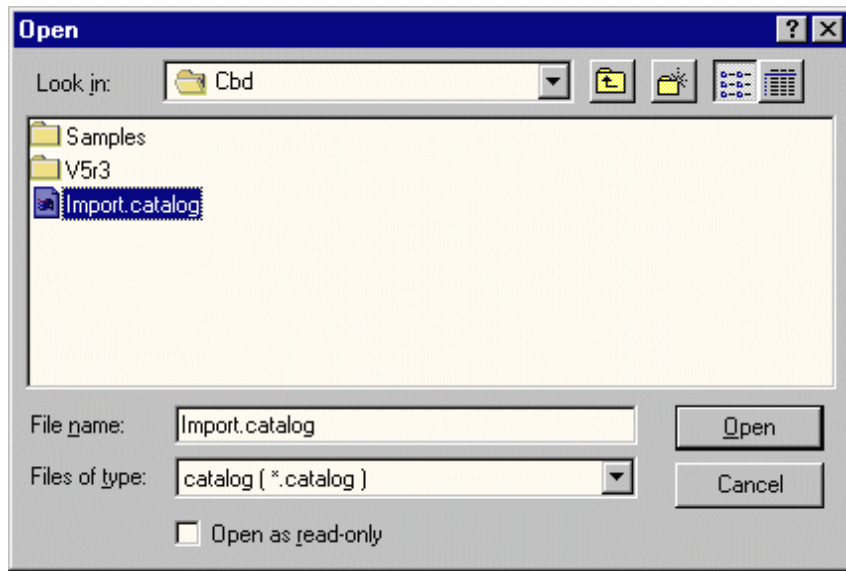 Open
Look in: Cbd
Samples
V5r3
Import.catalog
File name: Import.catalog Open
Files of type: catalog ( *.catalog ) Cancel
Open as read-only